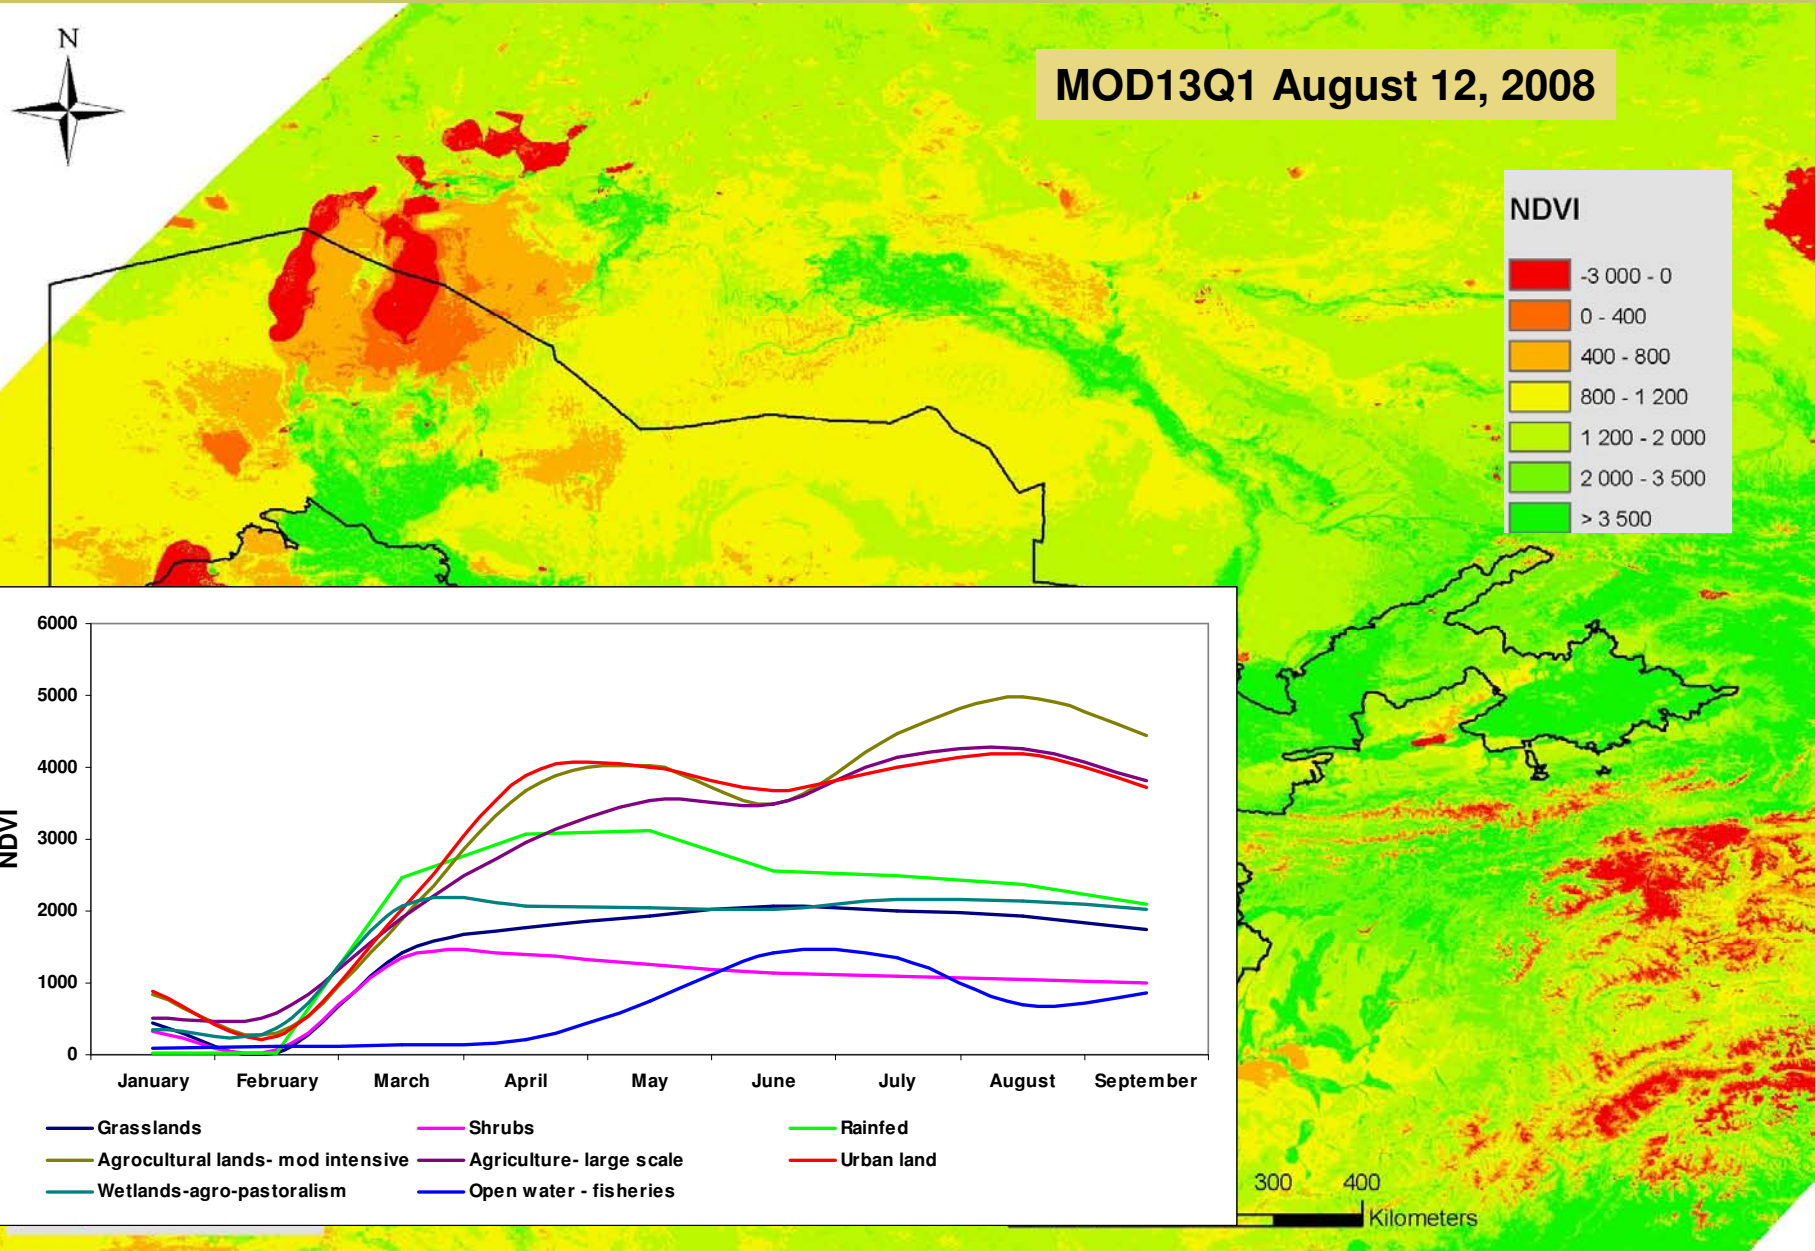 N
MOD13Q1 August 12, 2008
NDVI
-3 000 - 0
0 - 400
400 - 800
800 - 1 200
1 200 - 2 000
2 000 - 3 500
> 3 500
6000
5000
4000
3000
2000
1000
0
NDVI
January February March April May June July August September
Grasslands Shrubs Rainfed
Agrocultural lands- mod intensive Agriculture- large scale Urban land
Wetlands-agro-pastoralism Open water - fisheries
300 400
Kilometers